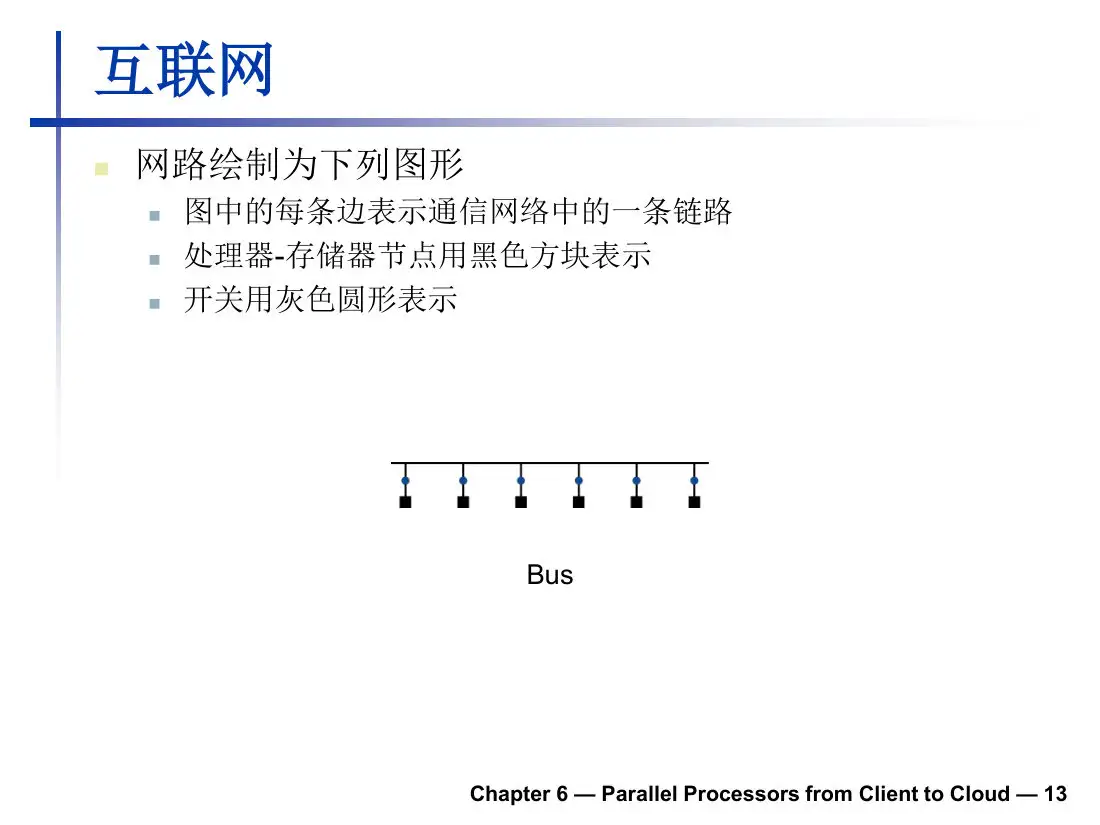 互联网
网路绘制为下列图形
图中的每条边表示通信网络中的一条链路
处理器-存储器节点用黑色方块表示
开关用灰色圆形表示
Bus
Chapter 6 — Parallel Processors from Client to Cloud — 13